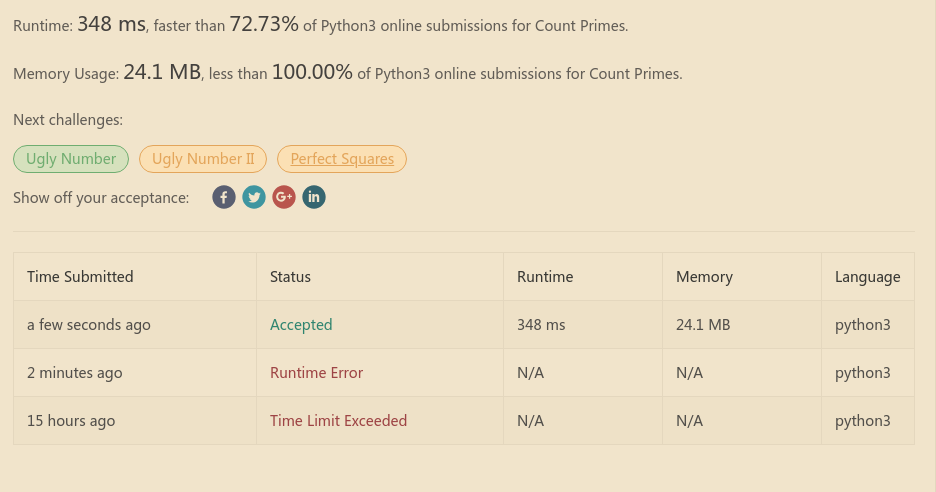 Runtime: 348 ms, faster than 72.73% of Python3 online submissions for Count Primes.
Memory Usage: 24.1 MB, less than 100.00% of Python3 online submissions for Count Primes.
Next challenges:
Ugly Number Ugly Number II Perfect Squares
Show off your acceptance: f G+ in
Time Submitted Status Runtime Memory Language
a few seconds ago Accepted 348 ms 24.1 MB python3
2 minutes ago Runtime Error N/A N/A python3
15 hours ago Time Limit Exceeded N/A N/A python3